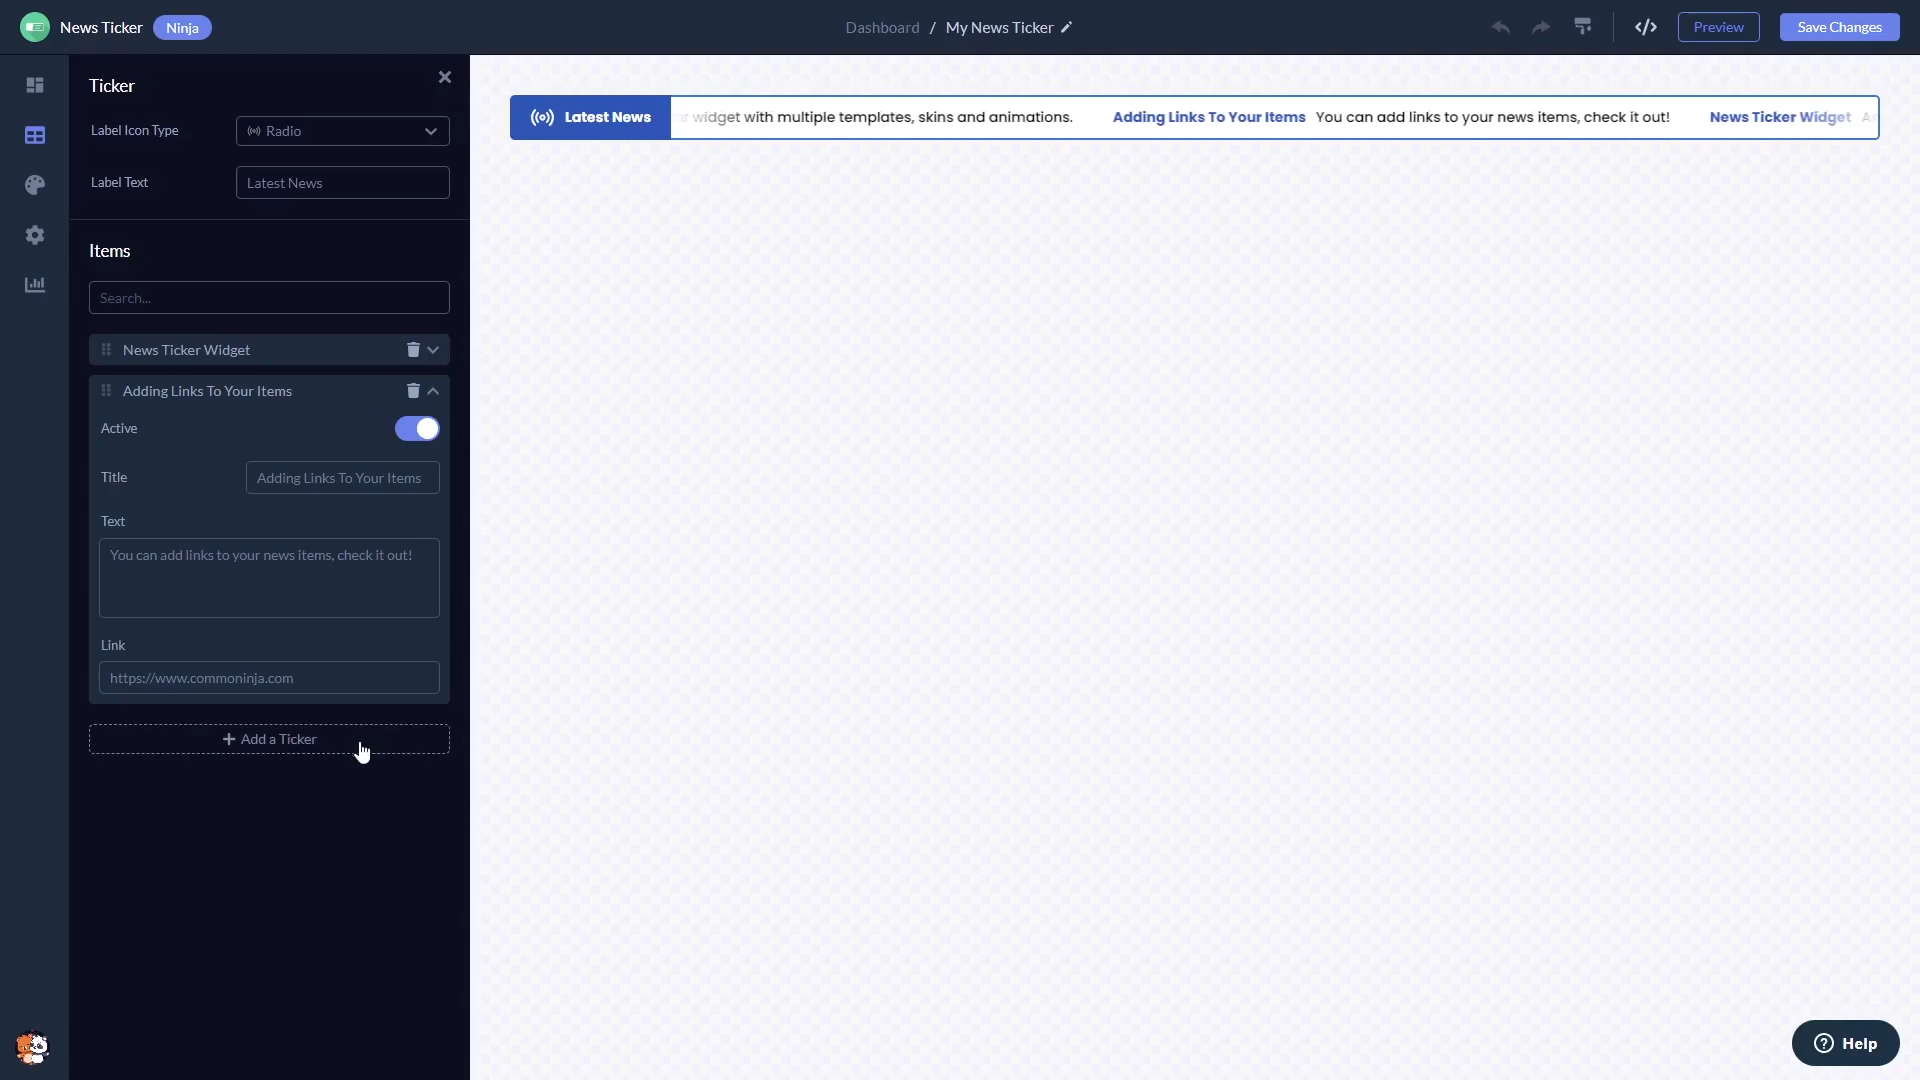 News Ticker
Ninja
Dashboard / My News Ticker
</>
Preview
Save Changes
Ticker
Label Icon Type
Radio
Label Text
Latest News
Items
Search...
News Ticker Widget
Adding Links To Your Items
Active
Title
Adding Links To Your Items
Text
You can add links to your news items, check it out!
Link
https://www.commoninja.com
+ Add a Ticker
Latest News
widget with multiple templates, skins and animations. Adding Links To Your Items You can add links to your news items, check it out! News Ticker Widget
Help